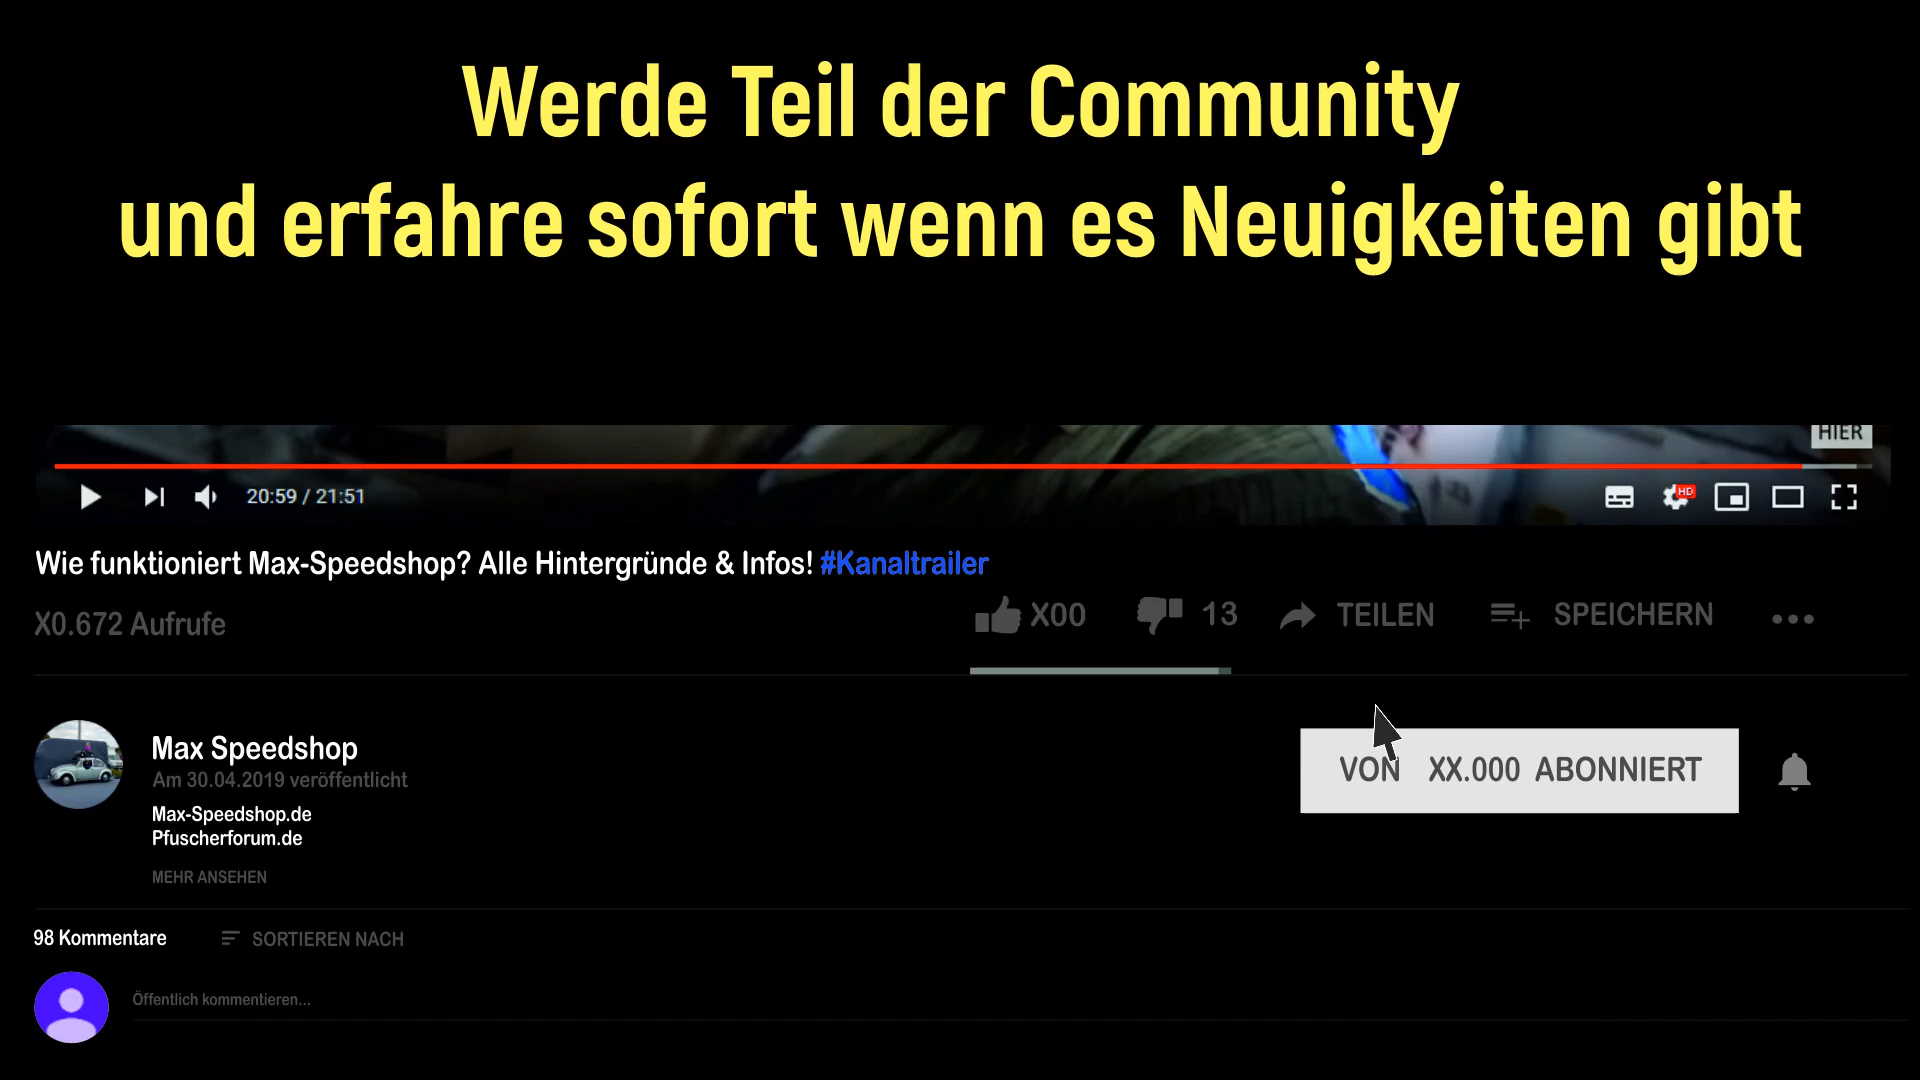 Werde Teil der Community
und erfahre sofort wenn es Neuigkeiten gibt
HIER
20:59 / 21:51
HD
Wie funktioniert Max-Speedshop? Alle Hintergründe & Infos! #Kanaltrailer
X0.672 Aufrufe
X00 13 TEILEN SPEICHERN
Max Speedshop
Am 30.04.2019 veröffentlicht
VON XX.000 ABONNIERT
Max-Speedshop.de
Pfuscherforum.de
MEHR ANSEHEN
98 Kommentare SORTIEREN NACH
Öffentlich kommentieren...